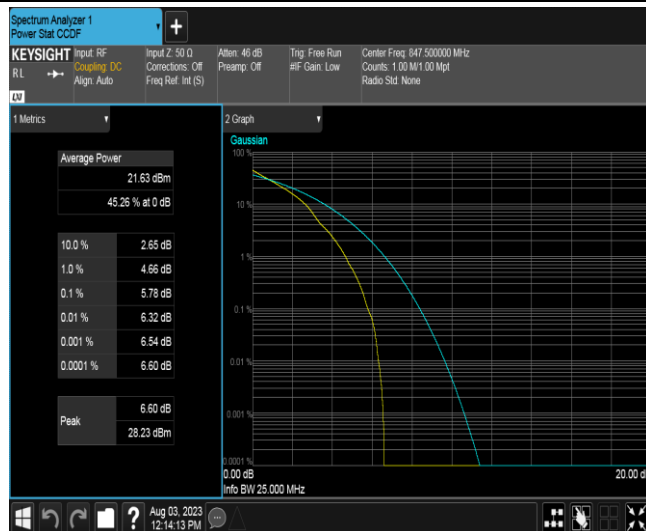 Spectrum Analyzer 1
Power Stat CCDF
+
KEYSIGHT
RL
LXI
Input: RF
Coupling: DC
Align: Auto
Input Z: 50 Ω
Corrections: Off
Freq Ref: Int (S)
Atten: 46 dB
Preamp: Off
Trig: Free Run
#IF Gain: Low
Center Freq: 847.500000 MHz
Counts: 1.00 M/1.00 Mpt
Radio Std: None
1 Metrics
Average Power
21.63 dBm
45.26 % at 0 dB
10.0 % 2.65 dB
1.0 % 4.66 dB
0.1 % 5.78 dB
0.01 % 6.32 dB
0.001 % 6.54 dB
0.0001 % 6.60 dB
Peak
6.60 dB
28.23 dBm
2 Graph
Gaussian
100 %
10 %
1 %
0.1 %
0.01 %
0.001 %
0.0001 %
0.00 dB
20.00 d
Info BW 25.000 MHz
?
Aug 03, 2023
12:14:13 PM